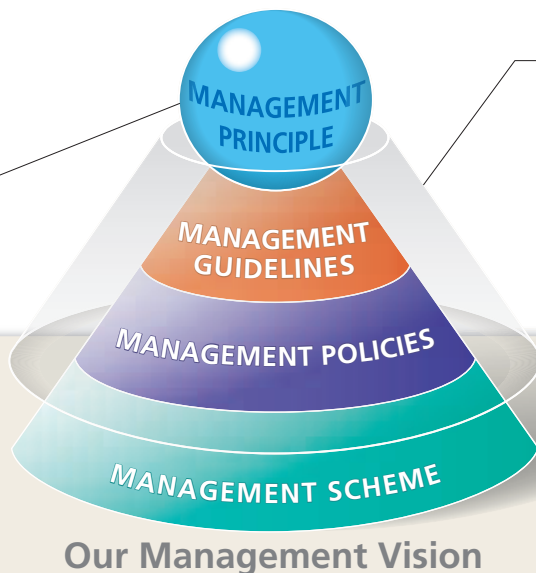 MANAGEMENT
PRINCIPLE
MANAGEMENT
GUIDELINES
MANAGEMENT POLICIES
MANAGEMENT SCHEME
Our Management Vision